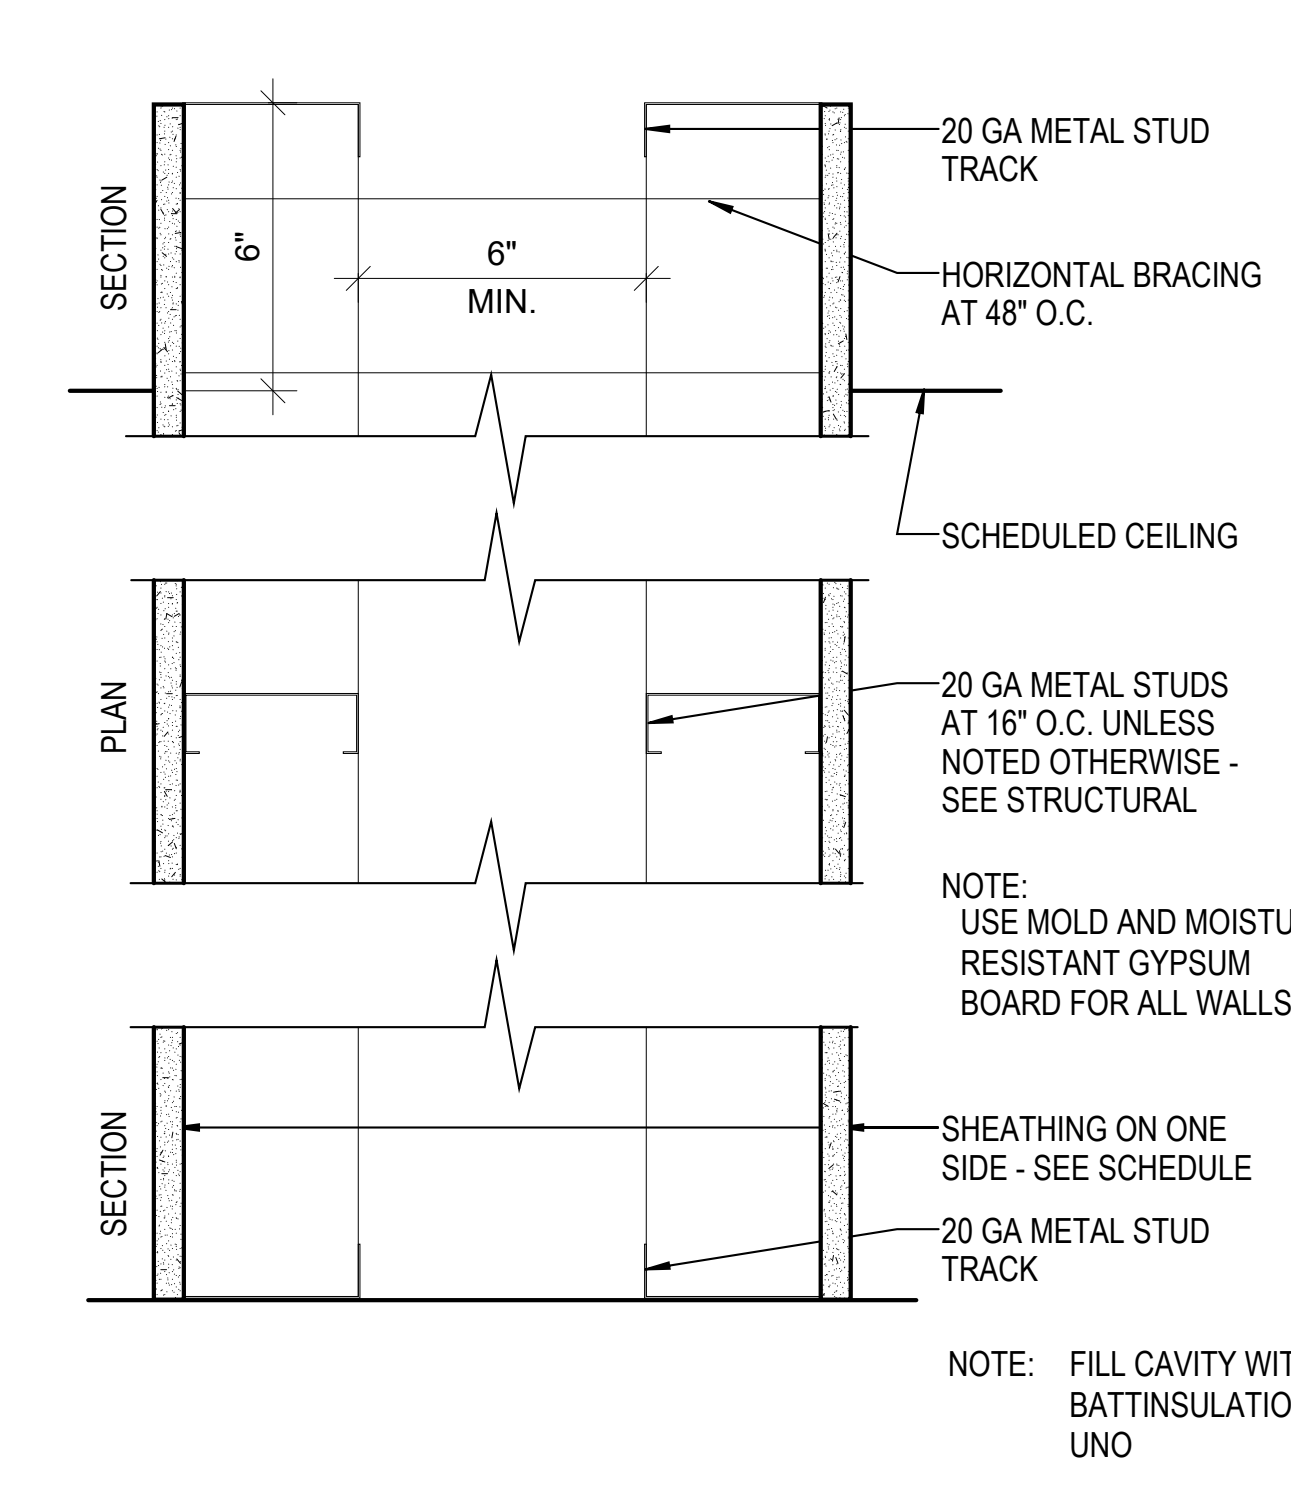 20 GA METAL STUD
TRACK
SECTION
6"
6"
MIN.
HORIZONTAL BRACING
AT 48" O.C.
SCHEDULED CEILING
PLAN
20 GA METAL STUDS
AT 16" O.C. UNLESS
NOTED OTHERWISE -
SEE STRUCTURAL
NOTE:
USE MOLD AND MOISTU
RESISTANT GYPSUM
BOARD FOR ALL WALLS
SECTION
SHEATHING ON ONE
SIDE - SEE SCHEDULE
20 GA METAL STUD
TRACK
NOTE: FILL CAVITY WIT
BATTINSULATIO
UNO